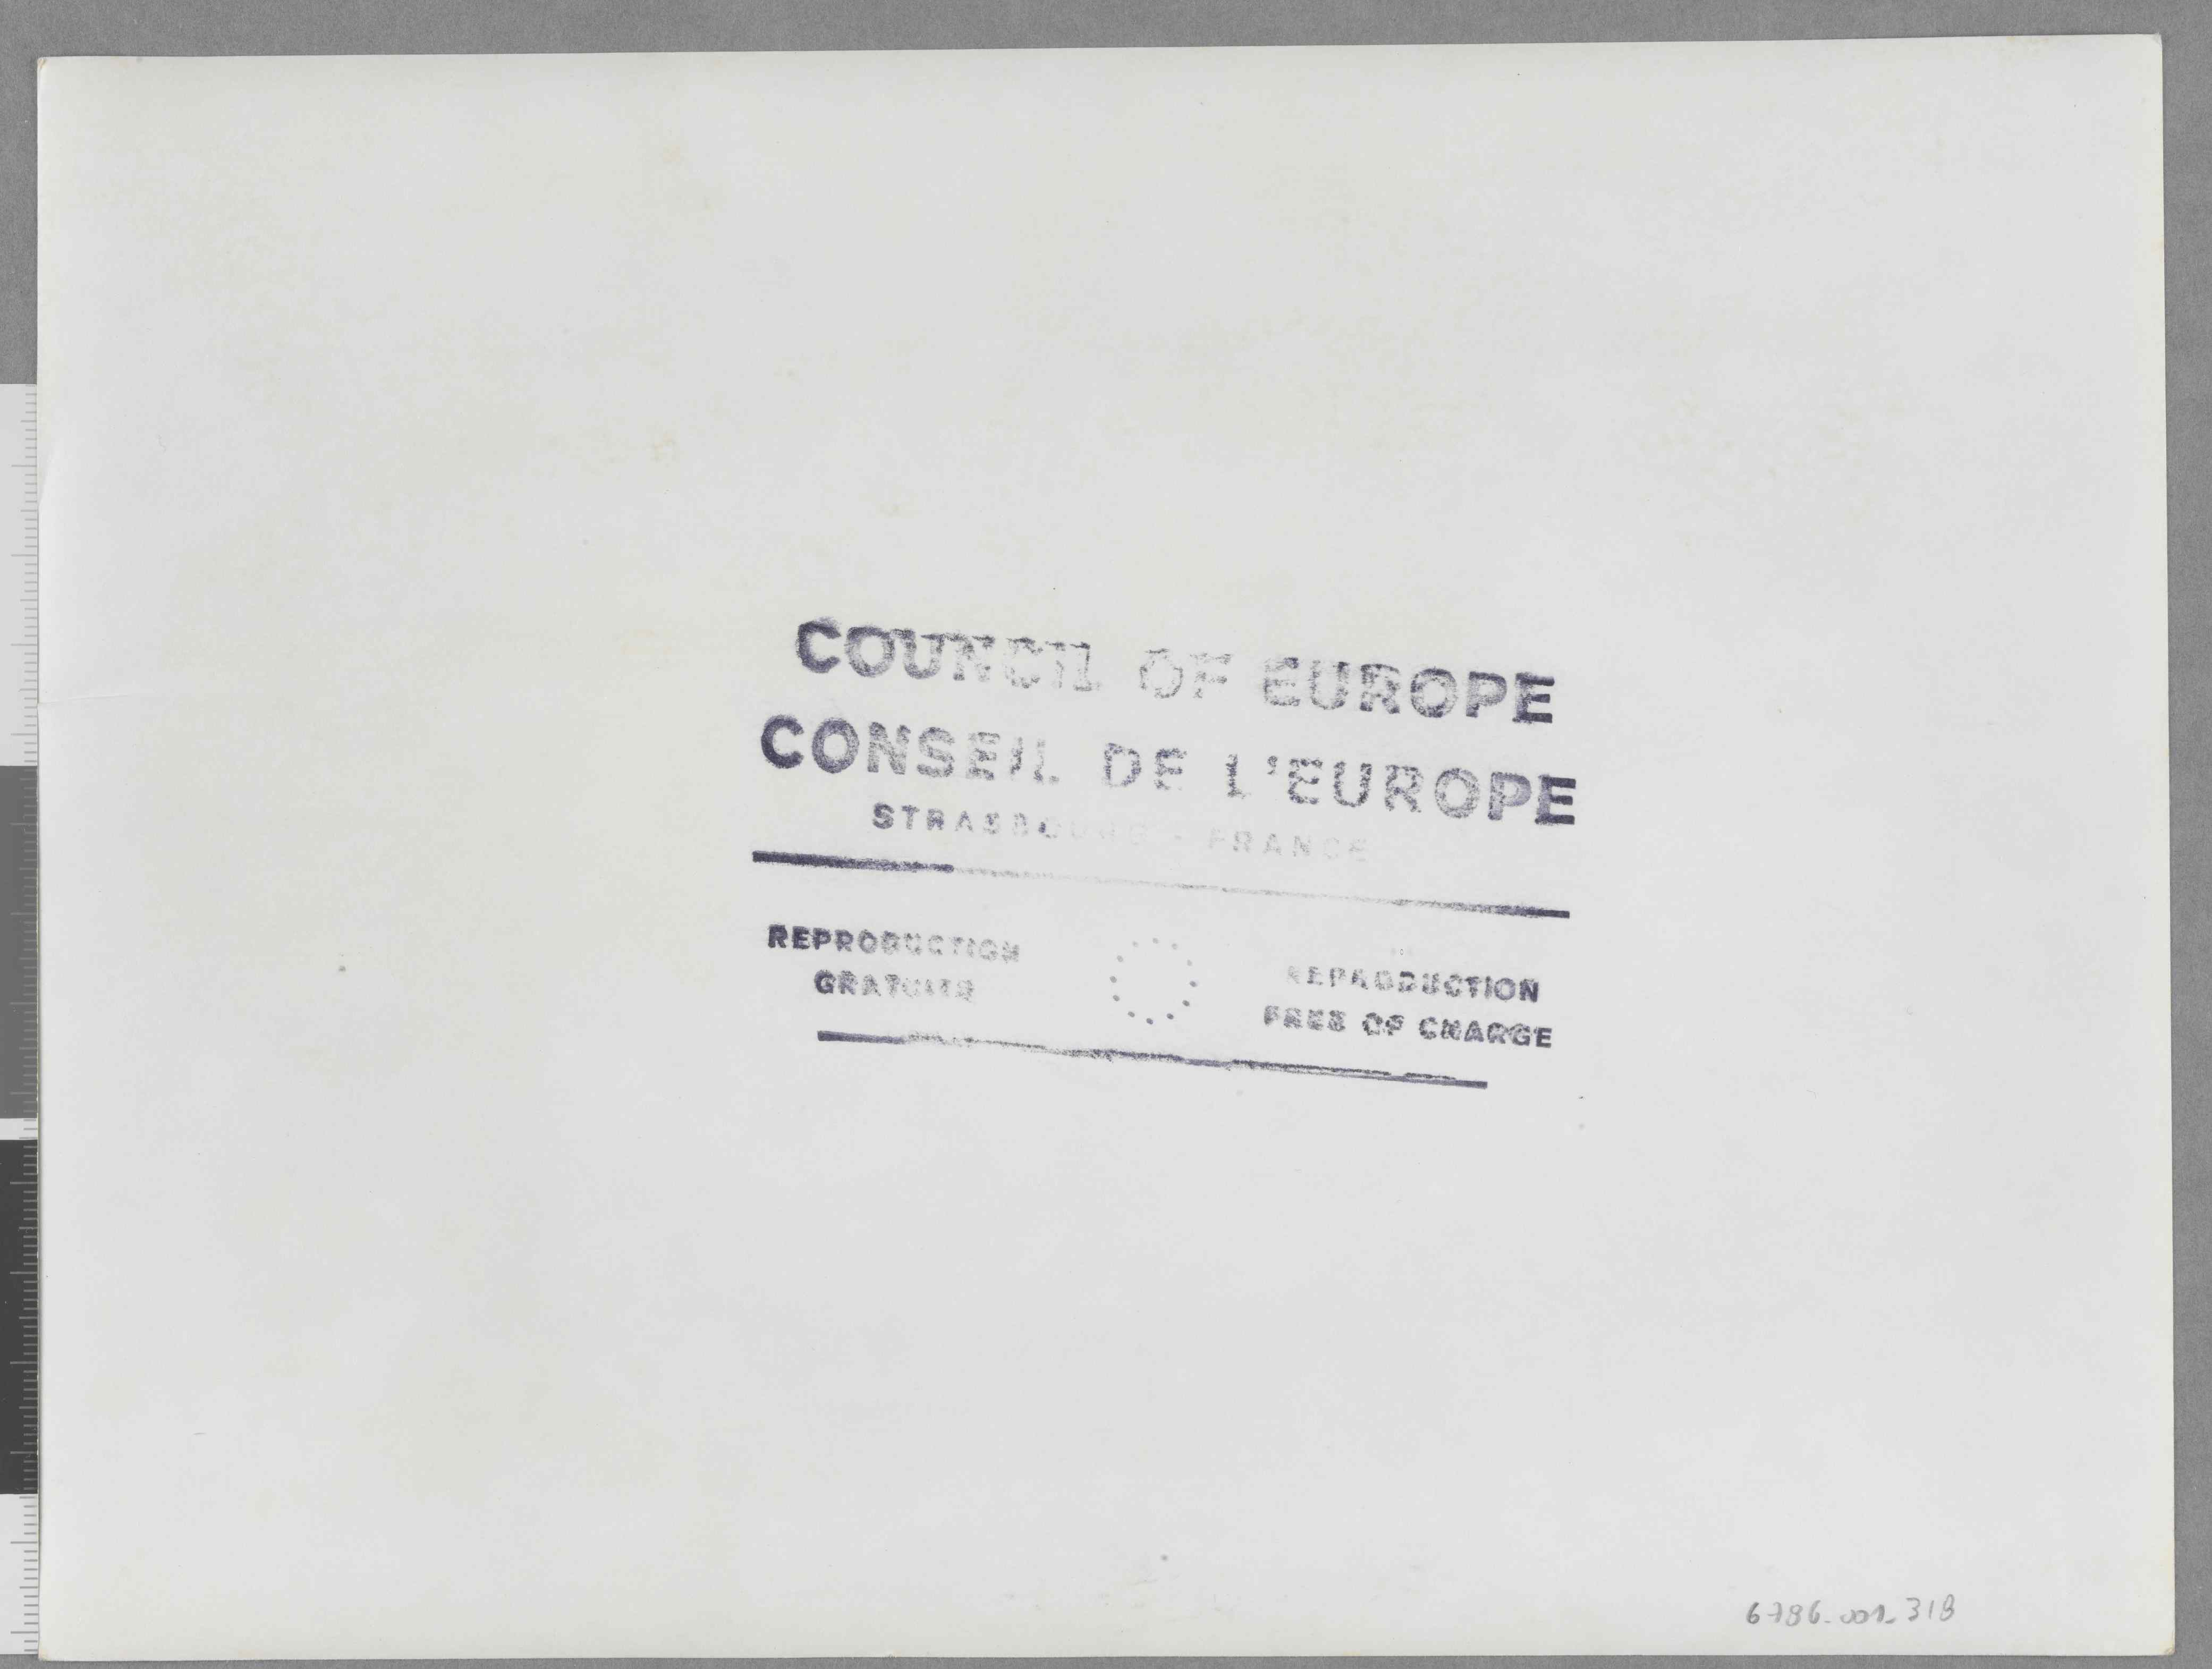 COUNCIL OF EUROPE
CONSEIL DE L'EUROPE
STRASBOURG - FRANCE
REPRODUCTION
GRATUITE
REPRODUCTION
FREE OF CHARGE
6786_001_318